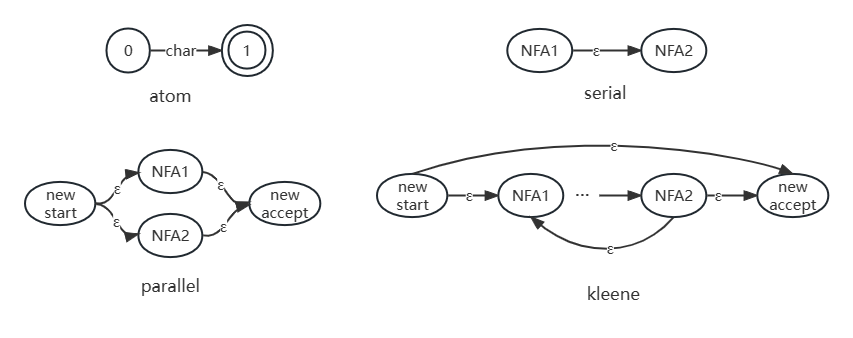 0
char
1
atom
NFA1
ε
NFA2
serial
new
start
ε
ε
NFA1
NFA2
ε
ε
new
accept
parallel
ε
new
start
ε
NFA1
...
NFA2
ε
new
accept
ε
kleene